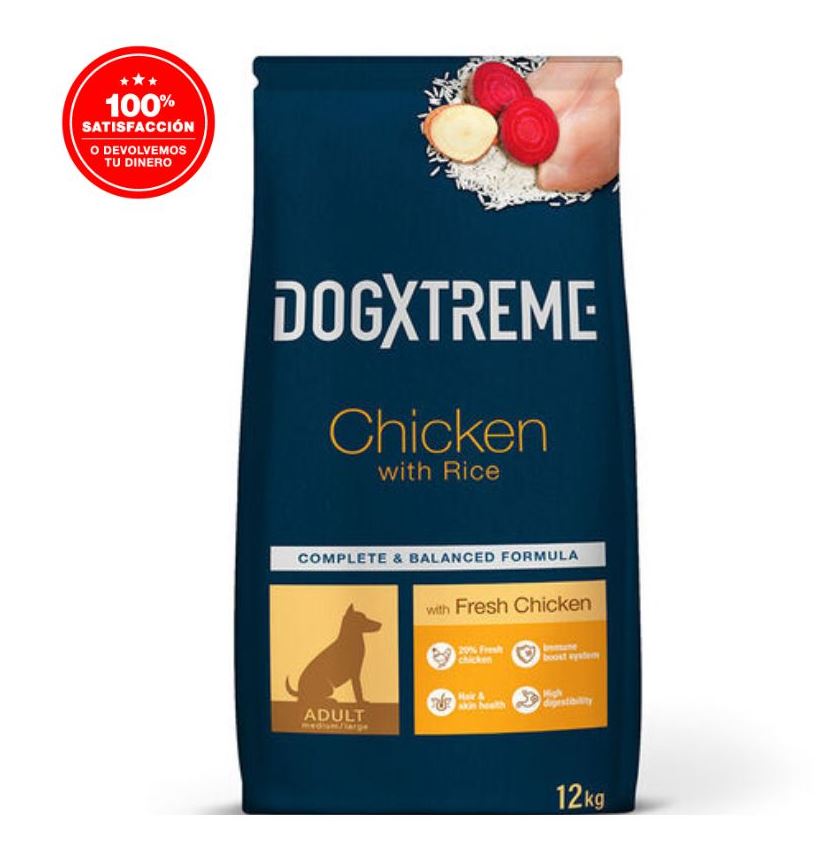 100%
SATISFACCIÓN
O DEVOLVEMOS
TU DINERO
DOGXTREME
Chicken
with Rice
COMPLETE & BALANCED FORMULA
with Fresh Chicken
20% Fresh
chicken
Immune
boost system
Hair &
skin health
High
digestibility
ADULT
medium/large
12kg